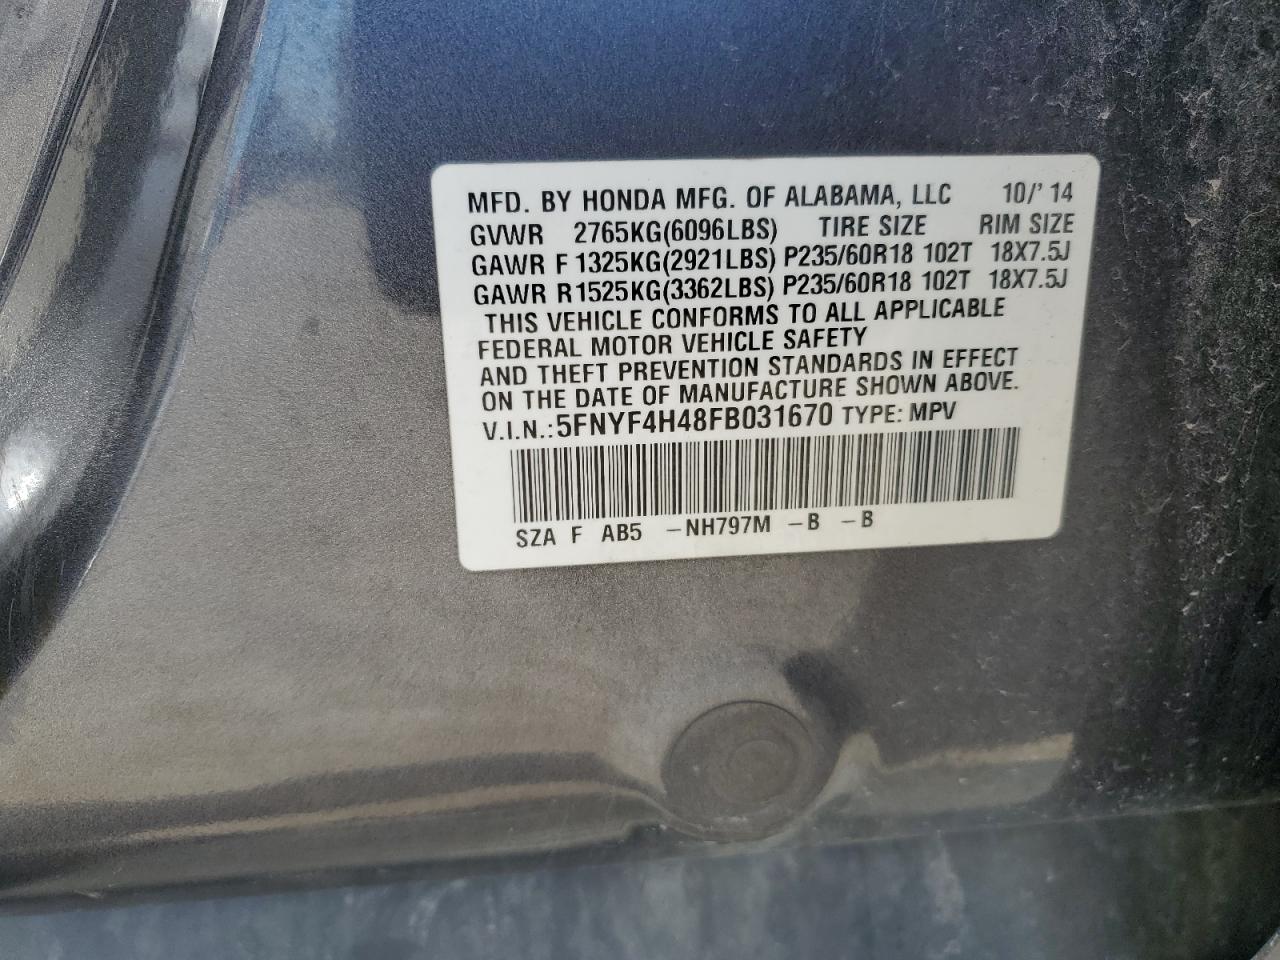 MFD. BY HONDA MFG. OF ALABAMA, LLC 10/' 14
GVWR 2765KG(6096LBS) TIRE SIZE RIM SIZE
GAWR F 1325KG(2921LBS) P235/60R18 102T 18X7.5J
GAWR R1525KG(3362LBS) P235/60R18 102T 18X7.5J
THIS VEHICLE CONFORMS TO ALL APPLICABLE
FEDERAL MOTOR VEHICLE SAFETY
AND THEFT PREVENTION STANDARDS IN EFFECT
ON THE DATE OF MANUFACTURE SHOWN ABOVE.
V.I.N.:5FNYF4H48FB031670 TYPE: MPV
SZA F AB5 -NH797M -B -B